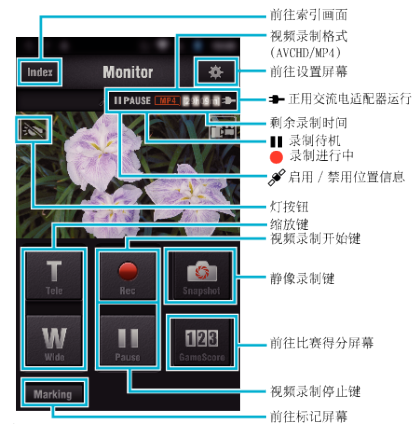 前往索引画面
视频录制格式
(AVCHD/MP4)
Index
Monitor
前往设置屏幕
II PAUSE MP4
正用交流电适配器运行
剩余录制时间
录制待机
录制进行中
启用 / 禁用位置信息
灯按钮
缩放键
视频录制开始键
T
Tele
Rec
Snapshot
静像录制键
W
Wide
Pause
123
GameScore
前往比赛得分屏幕
Marking
视频录制停止键
前往标记屏幕